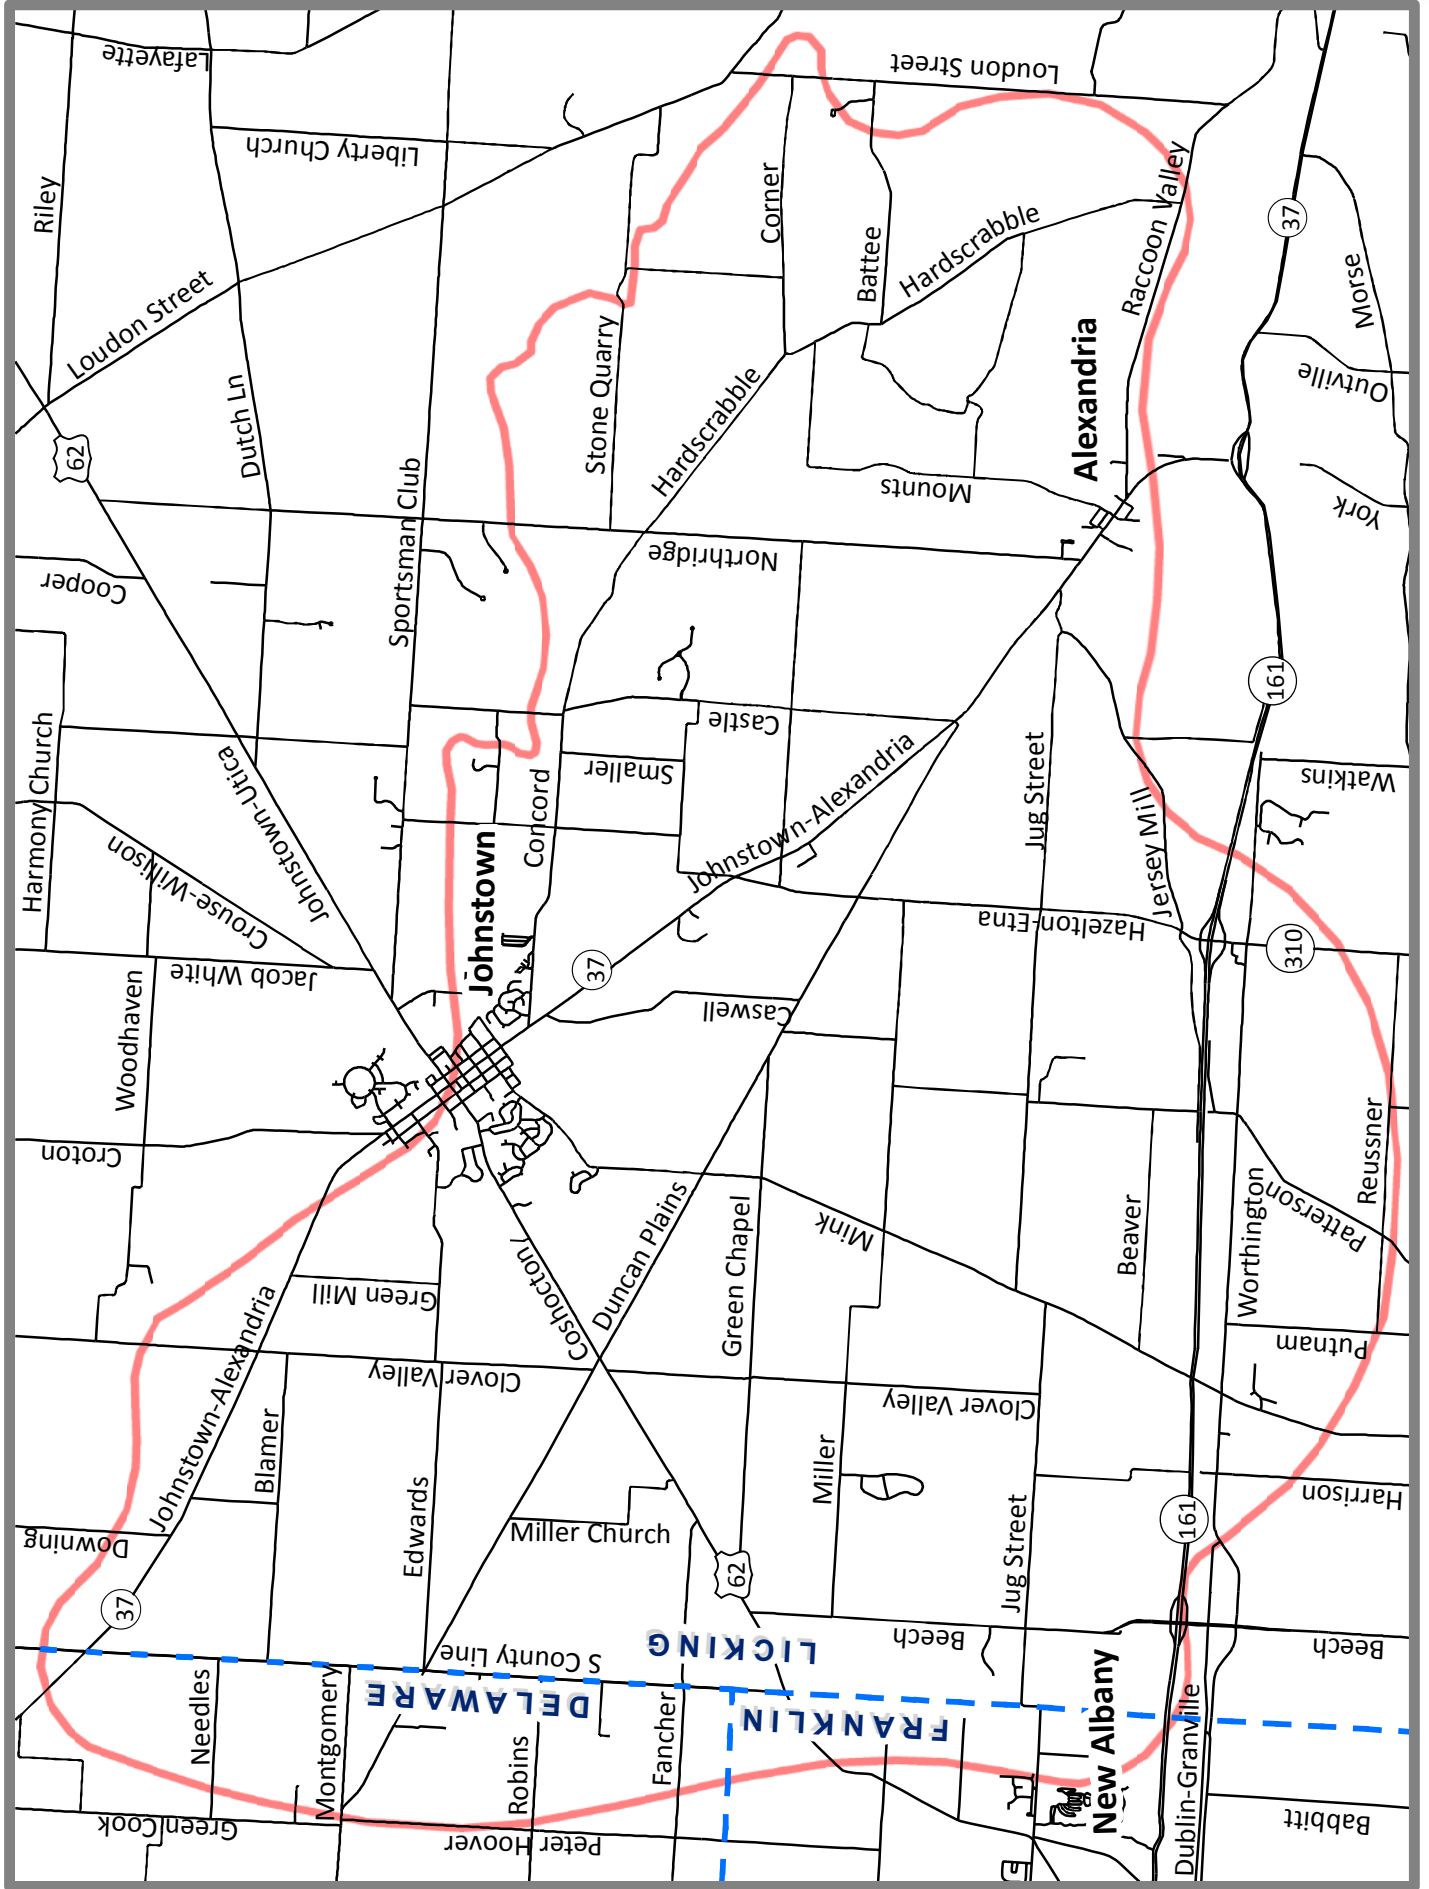 Lafayette
Loudon Street
Liberty Church
Riley
Corner
Battee
Hardscrabble
Raccoon Valley
37
Morse
Loudon Street
Dutch Ln
Stone Quarry
Hardscrabble
Alexandria
Outville
62
Sportsman Club
Mounts
York
Cooper
Northridge
161
Harmony Church
Johnstown-Utica
Castle
Smaller
Concord
Johnstown-Alexandria
Jug Street
Jersey Mill
Watkins
Crouse-Willison
Johnstown
Hazelton-Etna
310
Jacob White
37
Caswell
Woodhaven
Croton
Reussner
Duncan Plains
Green Chapel
Mink
Beaver
Worthington
Patterson
Green Mill
Coshocton
Johnstown-Alexandria
Putnam
Clover Valley
Clover Valley
Blamer
Miller
Harrison
Edwards
Miller Church
Jug Street
161
Downing
62
37
Beech
Beech
LICKING
S County Line
DELAWARE
FRANKLIN
Needles
Montgomery
Robins
Fancher
New Albany
Dublin-Granville
Green Cook
Peter Hoover
Babbitt